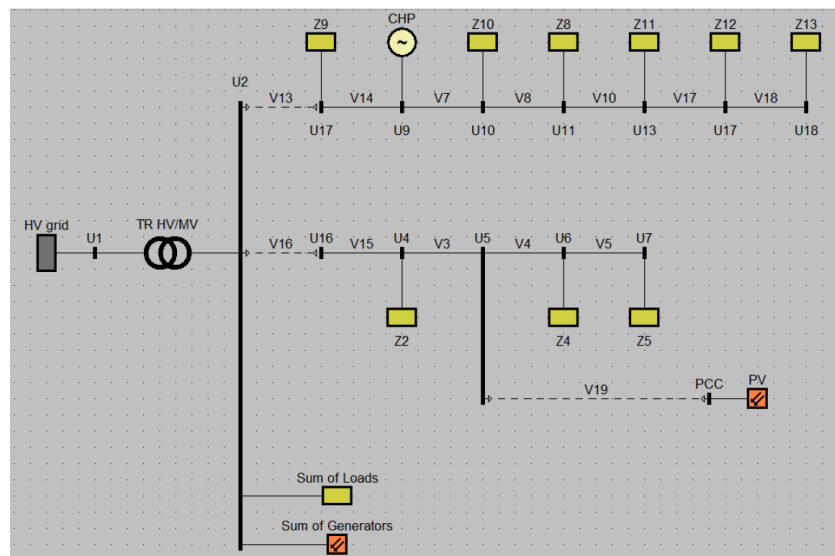 Z9 CHP Z10 Z8 Z11 Z12 Z13
U2
V13 V14 V7 V8 V10 V17 V18
U17 U9 U10 U11 U13 U17 U18
HV grid U1 TR HV/MV
V16 U16 V15 U4 V3 U5 V4 U6 V5 U7
Z2 Z4 Z5
V19 PCC PV
Sum of Loads
Sum of Generators